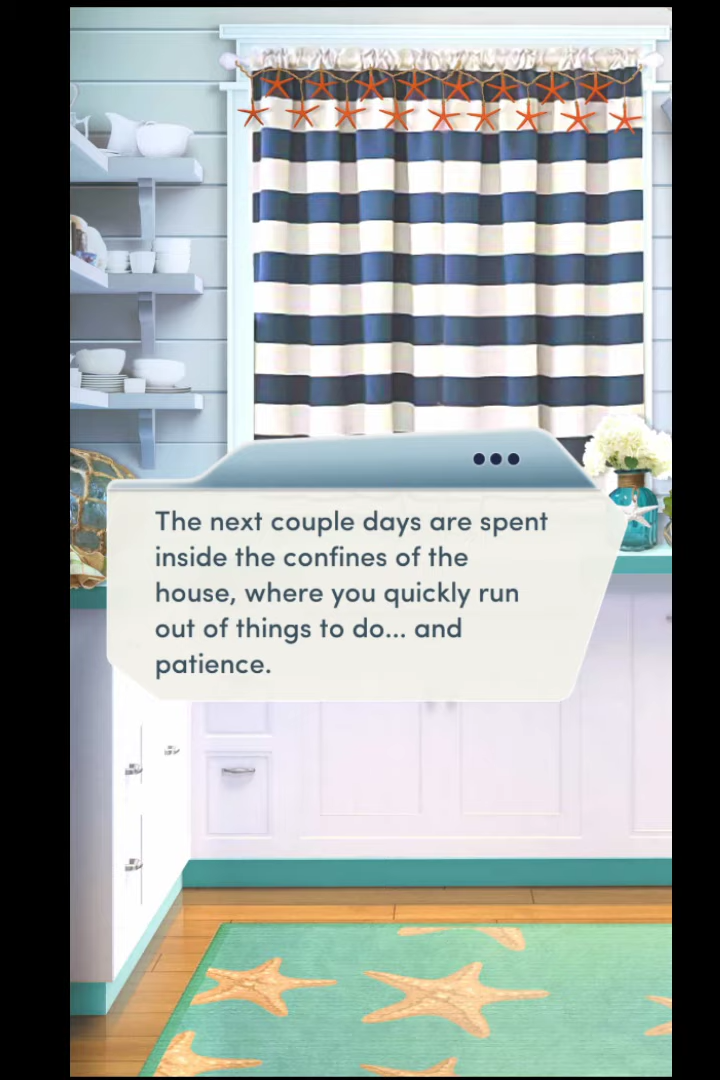 The next couple days are spent
inside the confines of the
house, where you quickly run
out of things to do... and
patience.